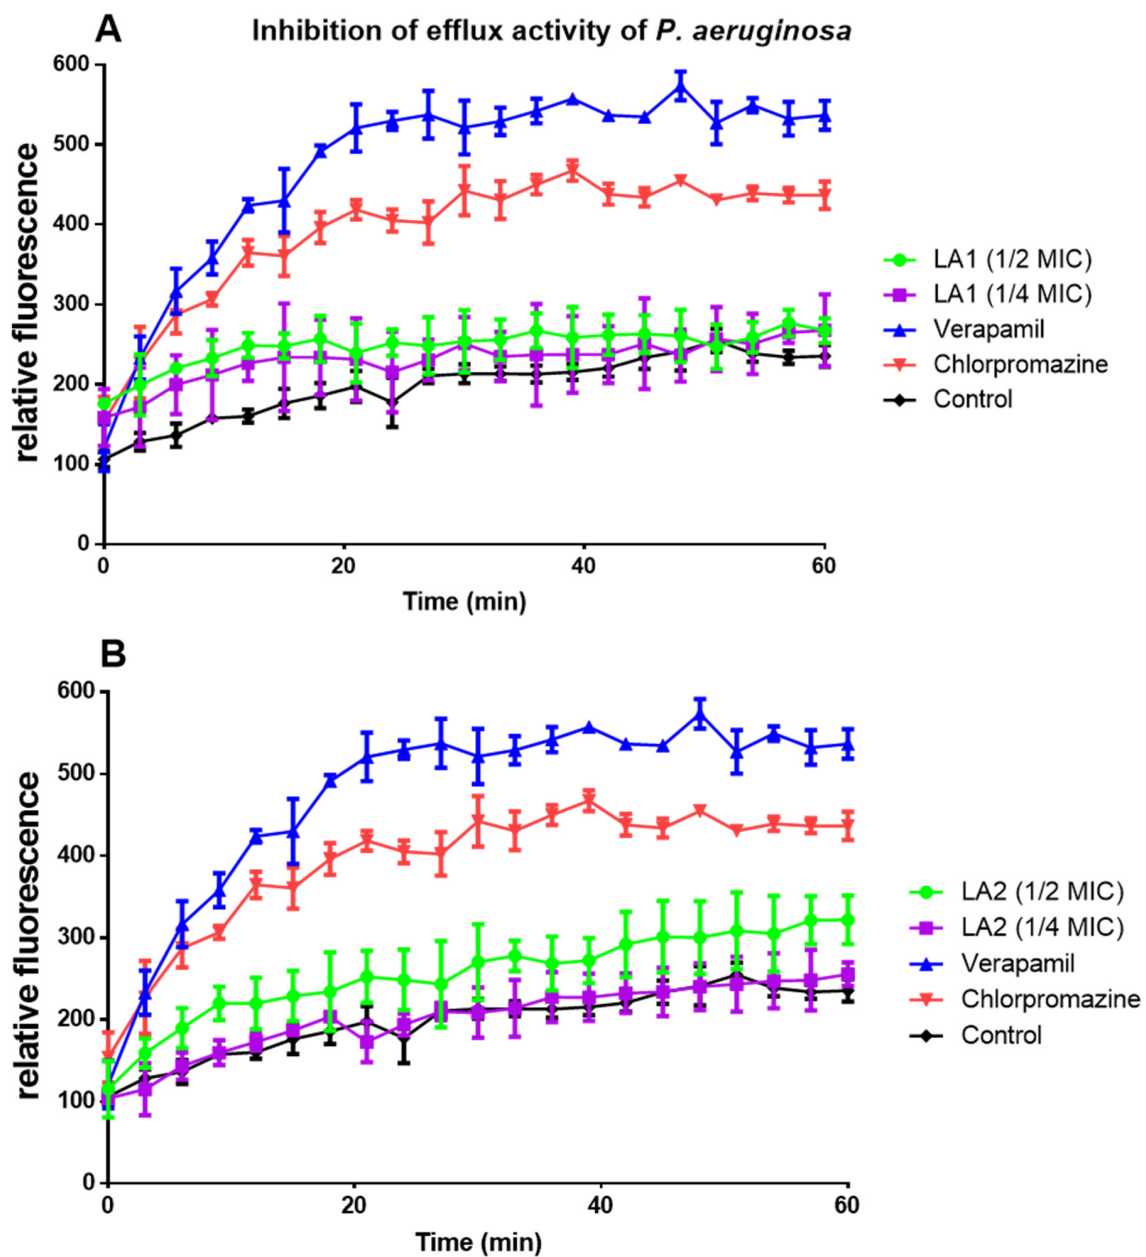 A
Inhibition of efflux activity of P. aeruginosa
600
500
400
300
200
100
0
relative fluorescence
0 20 40 60
Time (min)
LA1 (1/2 MIC)
LA1 (1/4 MIC)
Verapamil
Chlorpromazine
Control
B
600
500
400
300
200
100
0
relative fluorescence
0 20 40 60
Time (min)
LA2 (1/2 MIC)
LA2 (1/4 MIC)
Verapamil
Chlorpromazine
Control